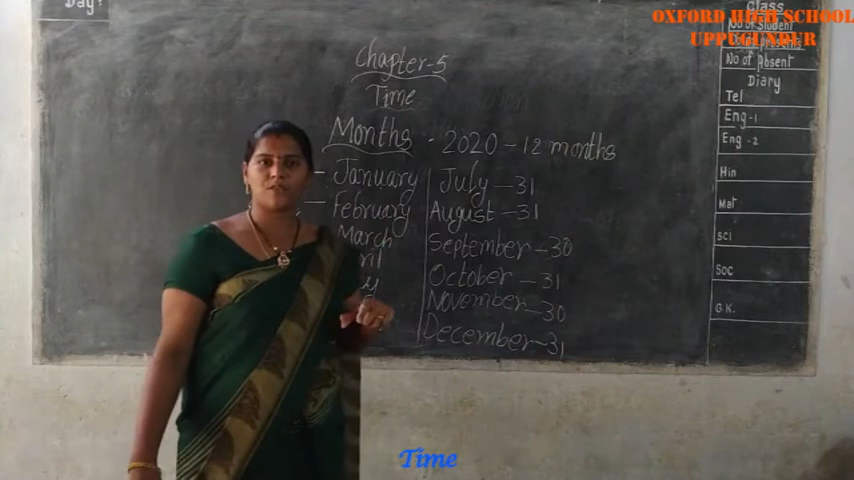 Day:
OXFORD HIGH SCHOOL
UPPUGUNDUR
Class
No of Student
No of Absent
Diary
Tel
Eng-1
Eng-2
Hin
Mat
Sci
Soc
G.K.
Chapter-5
Time
Months - 2020 - 12 months
January
February
March
July - 31
August - 31
September - 30
October - 31
November - 30
December - 31
Time